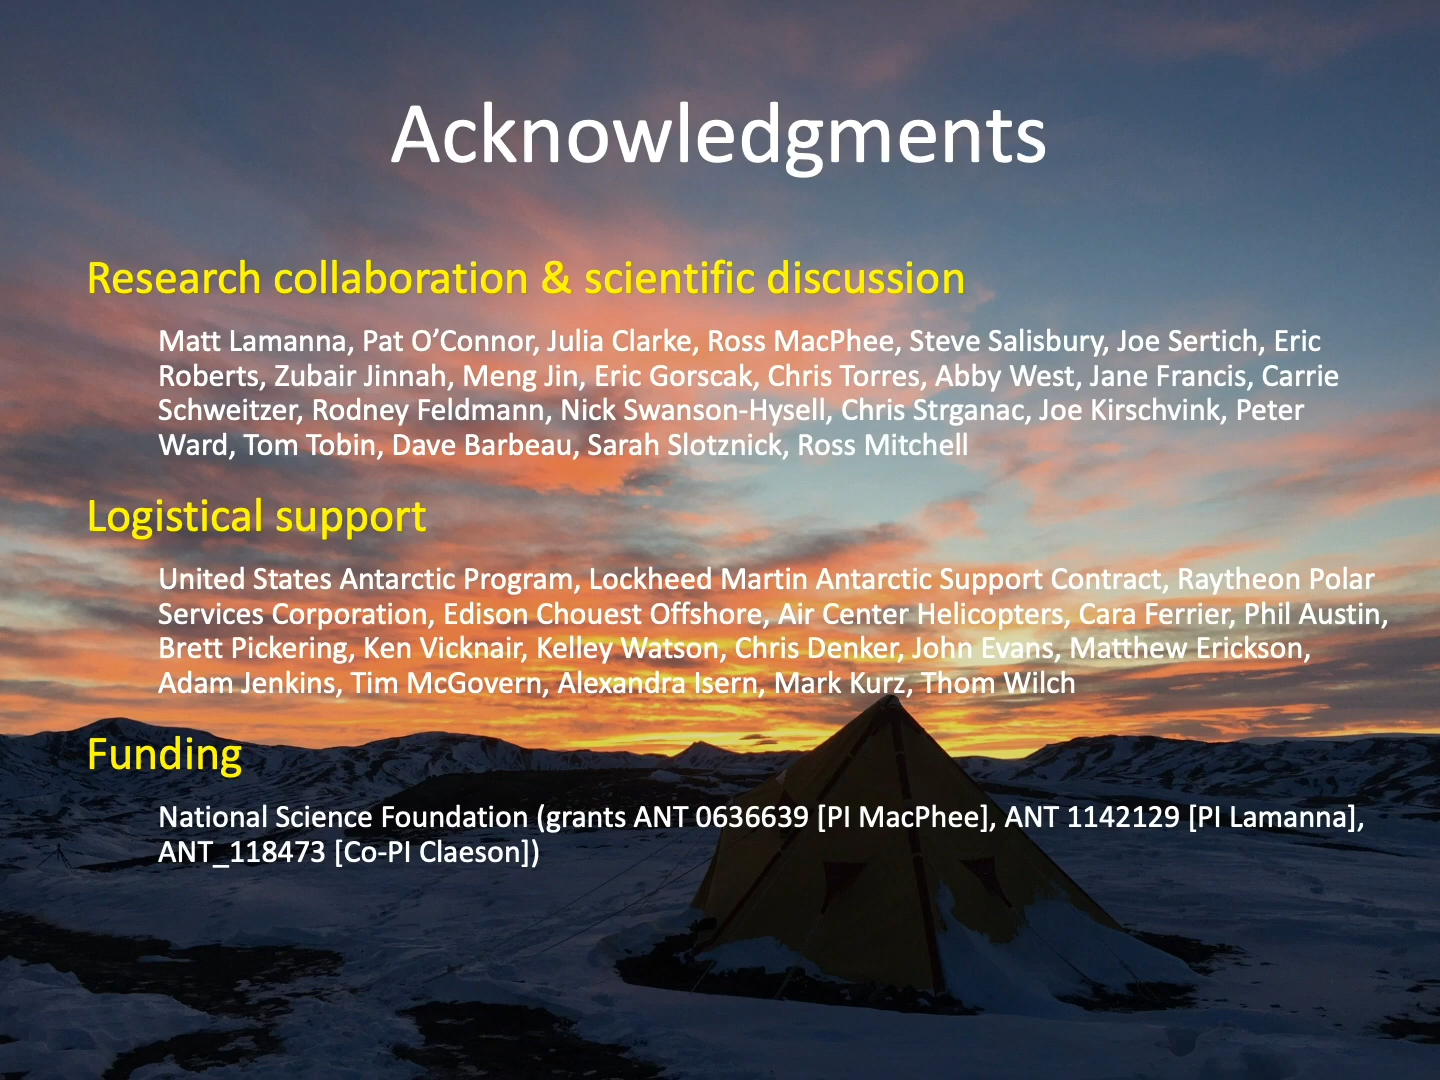 Acknowledgments
Research collaboration & scientific discussion
Matt Lamanna, Pat O’Connor, Julia Clarke, Ross MacPhee, Steve Salisbury, Joe Sertich, Eric
Roberts, Zubair Jinnah, Meng Jin, Eric Gorscak, Chris Torres, Abby West, Jane Francis, Carrie
Schweitzer, Rodney Feldmann, Nick Swanson-Hysell, Chris Strganac, Joe Kirschvink, Peter
Ward, Tom Tobin, Dave Barbeau, Sarah Slotznick, Ross Mitchell
Logistical support
United States Antarctic Program, Lockheed Martin Antarctic Support Contract, Raytheon Polar
Services Corporation, Edison Chouest Offshore, Air Center Helicopters, Cara Ferrier, Phil Austin,
Brett Pickering, Ken Vicknair, Kelley Watson, Chris Denker, John Evans, Matthew Erickson,
Adam Jenkins, Tim McGovern, Alexandra Isern, Mark Kurz, Thom Wilch
Funding
National Science Foundation (grants ANT 0636639 [PI MacPhee], ANT 1142129 [PI Lamanna],
ANT_118473 [Co-PI Claeson])